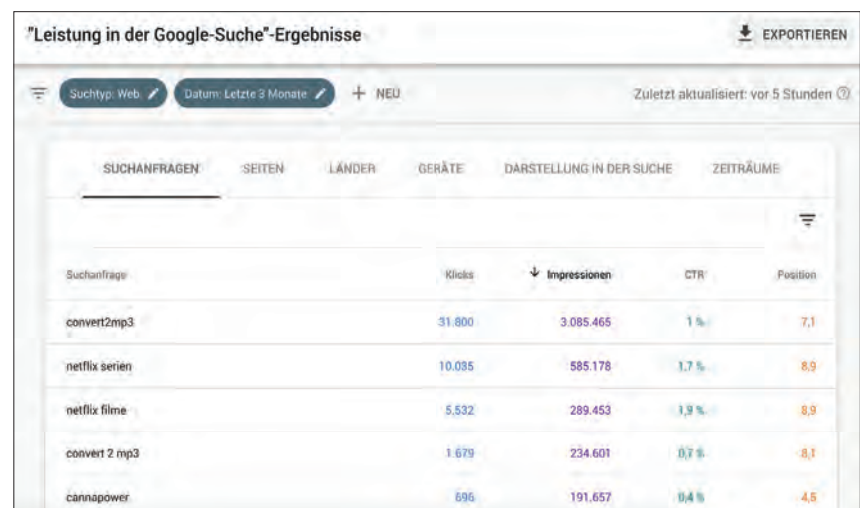 "Leistung in der Google-Suche"-Ergebnisse EXPORTIEREN
Suchtyp: Web Datum: Letzte 3 Monate + NEU Zuletzt aktualisiert: vor 5 Stunden
SUCHANFRAGEN SEITEN LÄNDER GERÄTE DARSTELLUNG IN DER SUCHE ZEITRÄUME
Suchanfrage Klicks ↓ Impressionen CTR Position
convert2mp3 31.800 3.085.465 1 % 7,1
netflix serien 10.035 585.178 1,7 % 8,9
netflix filme 5.532 289.453 1,9 % 8,9
convert 2 mp3 1.679 234.601 0,7 % 8,1
cannapower 696 191.657 0,4 % 4,5